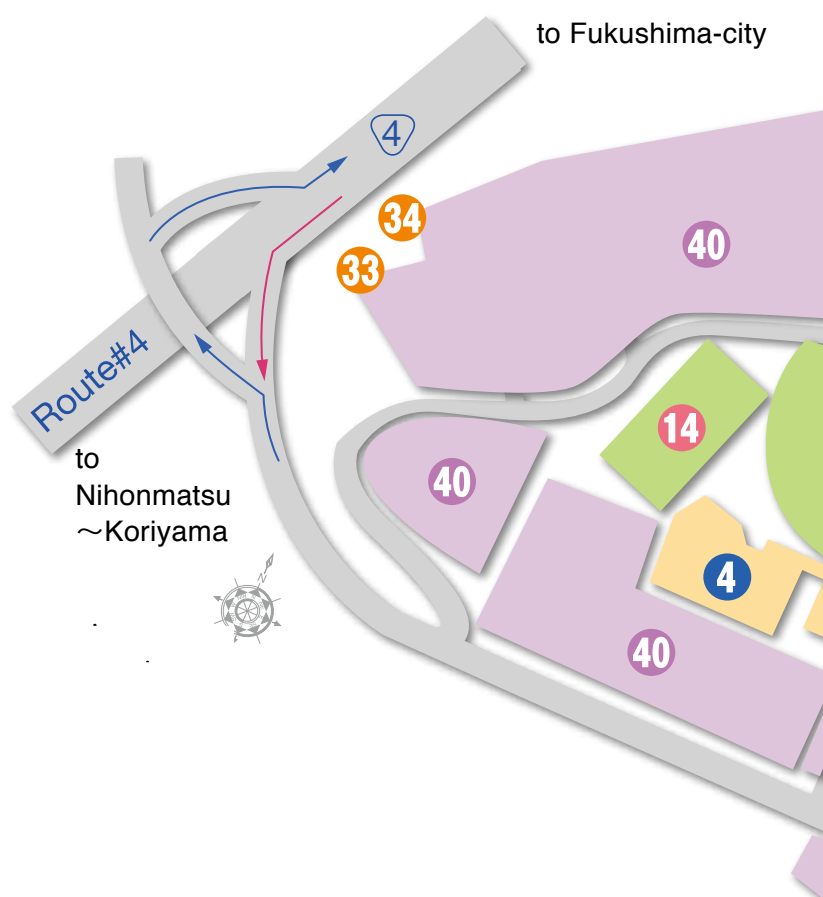 to Fukushima-city
4
34
40
33
Route#4
14
to
Nihonmatsu
～Koriyama
40
4
N
40